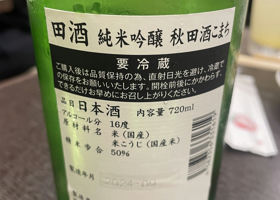 田酒 純米吟醸 秋田酒こまち
要冷蔵
ご購入後は品質保持の為、直射日光を避け、冷蔵で
の保存をお願いいたします。開栓前後にかかわらず、
できるだけお早めにお召し上がりください。
品目 日本酒 内容量 720ml
アルコール分 16度
原材料名 米(国産)
米こうじ(国産米)
精米歩合 50%
製造年月